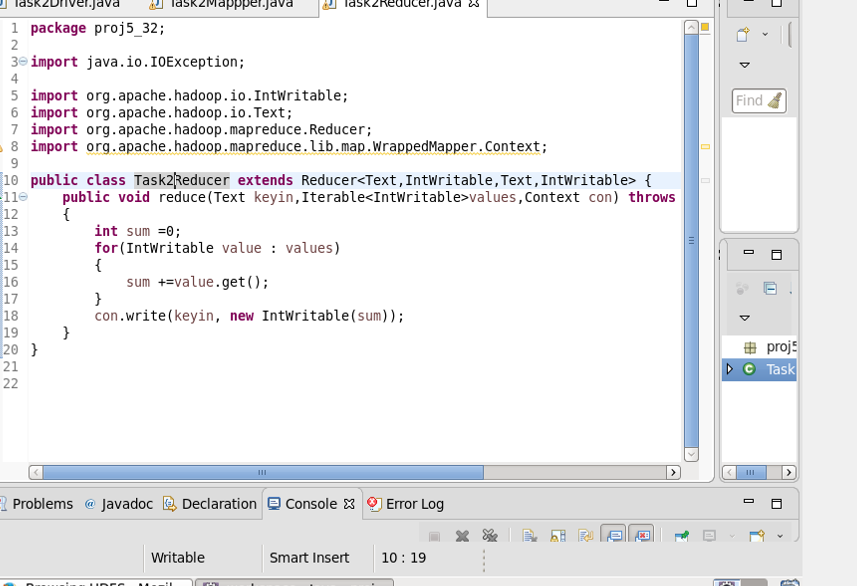 Task2Driver.java Task2Mappper.java Task2Reducer.java
1 package proj5_32;
2
3 import java.io.IOException;
4
5 import org.apache.hadoop.io.IntWritable;
6 import org.apache.hadoop.io.Text;
7 import org.apache.hadoop.mapreduce.Reducer;
8 import org.apache.hadoop.mapreduce.lib.map.WrappedMapper.Context;
9
10 public class Task2Reducer extends Reducer<Text,IntWritable,Text,IntWritable> {
11 public void reduce(Text keyin,Iterable<IntWritable>values,Context con) throws
12 {
13 int sum =0;
14 for(IntWritable value : values)
15 {
16 sum +=value.get();
17 }
18 con.write(keyin, new IntWritable(sum));
19 }
20 }
21
22
Find
proj5
Task
Problems @ Javadoc Declaration Console Error Log
Writable Smart Insert 10 : 19